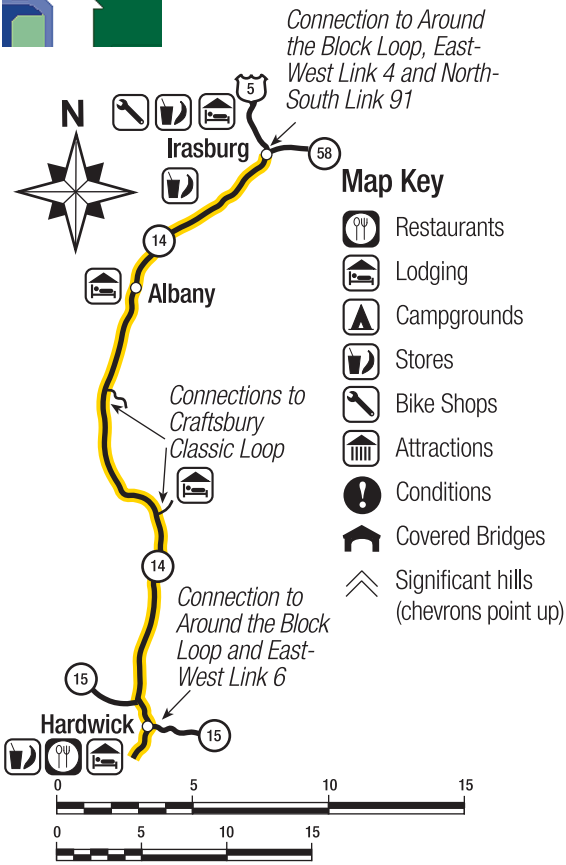 Connection to Around
the Block Loop, East-
West Link 4 and North-
South Link 91
5
N
Irasburg
58
Map Key
Restaurants
Lodging
Campgrounds
Stores
Bike Shops
Attractions
Conditions
Covered Bridges
Significant hills
(chevrons point up)
14
Albany
Connections to
Craftsbury
Classic Loop
14
Connection to
Around the Block
Loop and East-
West Link 6
15
Hardwick
15
0 5 10 15
0 5 10 15